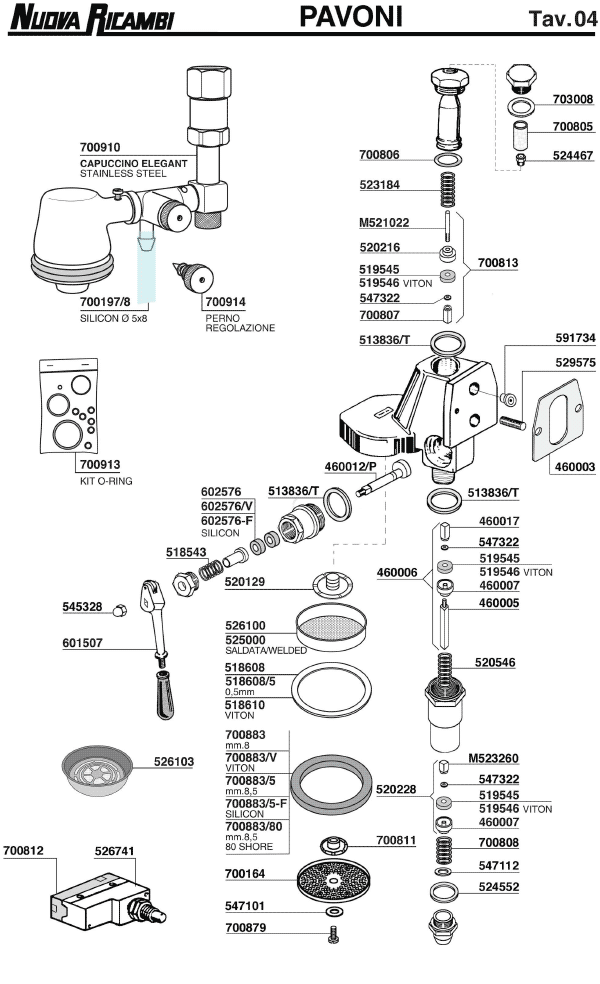 NUOVA RICAMBI
PAVONI
Tav.04
700910
CAPUCCINO ELEGANT
STAINLESS STEEL
700197/8
SILICON Ø 5x8
700914
PERNO
REGOLAZIONE
703008
700805
524467
700806
523184
M521022
520216
519545
519546 VITON
547322
700807
700813
513836/T
591734
529575
460003
700913
KIT O-RING
460012/P
602576
602576/V
602576-F
SILICON
513836/T
518543
513836/T
460017
547322
519545
519546 VITON
460007
460005
460006
545328
601507
520129
526100
525000
SALDATA/WELDED
518608
518608/5
0,5mm
518610
VITON
520546
526103
700883
mm.8
700883/V
VITON
700883/5
mm.8,5
700883/5-F
SILICON
700883/80
mm.8,5
80 SHORE
520228
M523260
547322
519545
519546 VITON
460007
700808
547112
524552
700811
700164
547101
700879
700812
526741